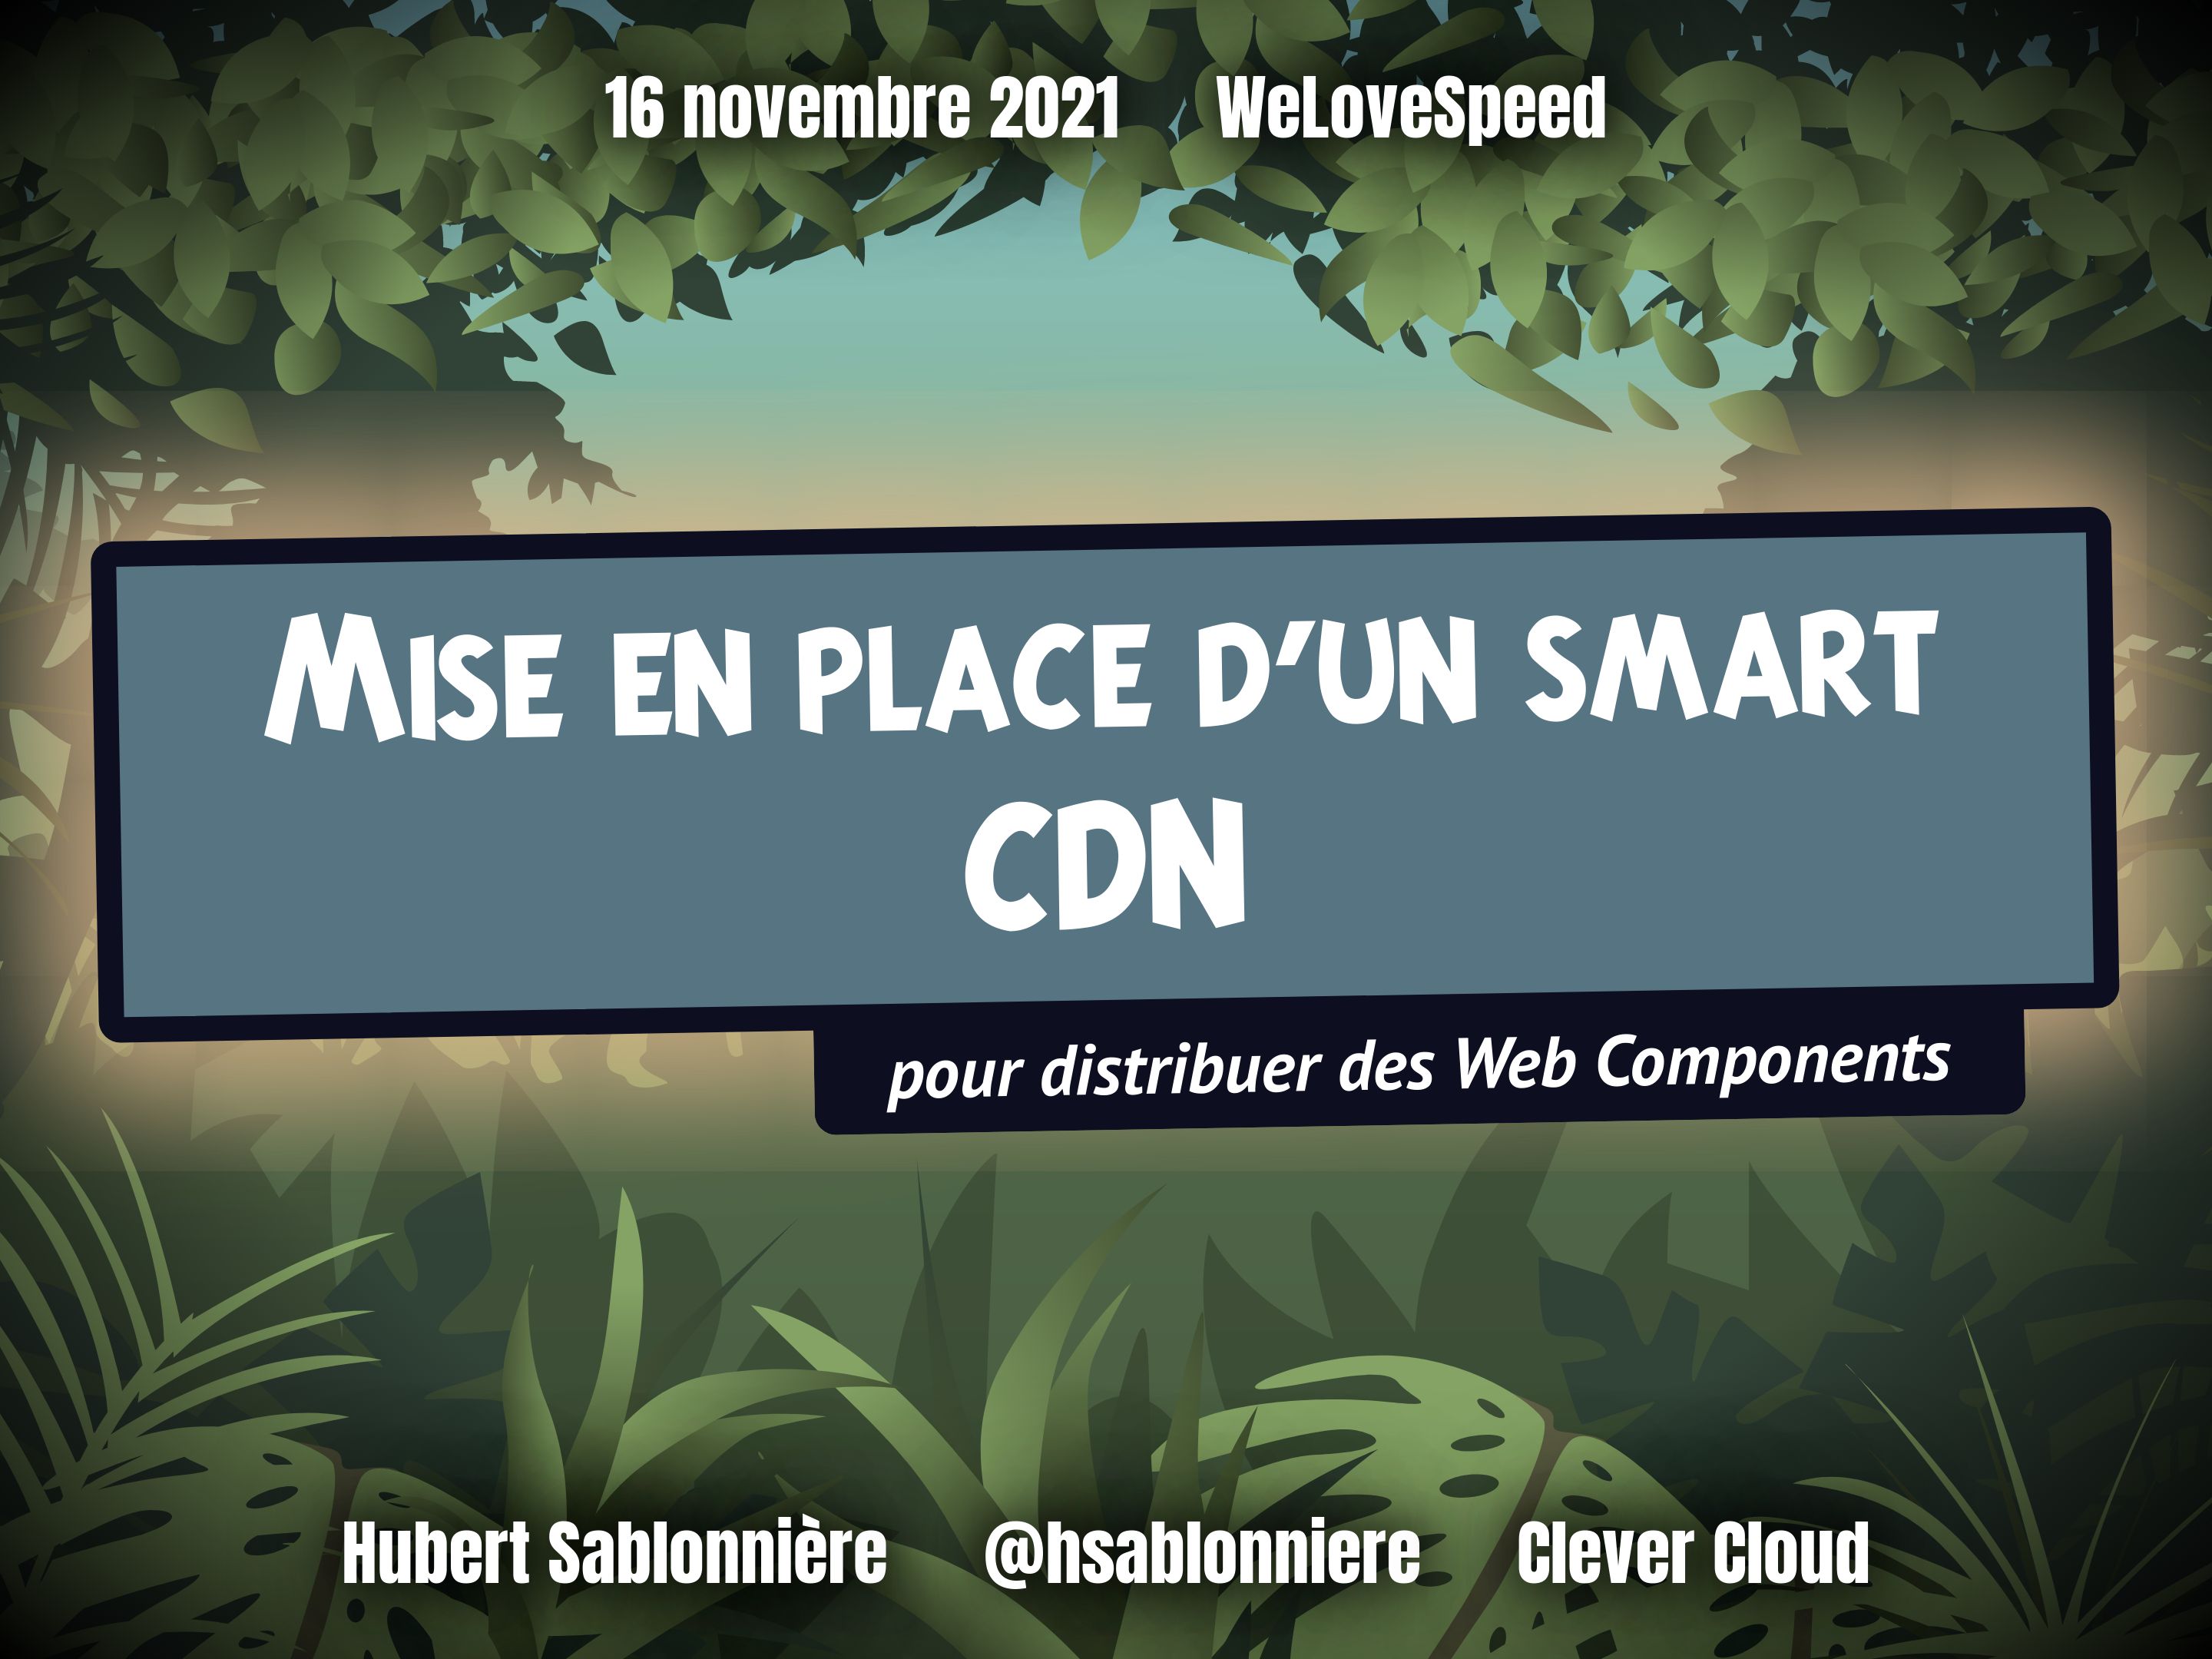 16 novembre 2021 WeLoveSpeed
Mise en place d’un smart
CDN
pour distribuer des Web Components
Hubert Sablonnière @hsablonniere Clever Cloud